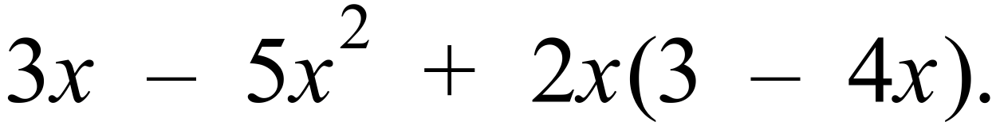 3x − 5x² + 2x(3 − 4x).